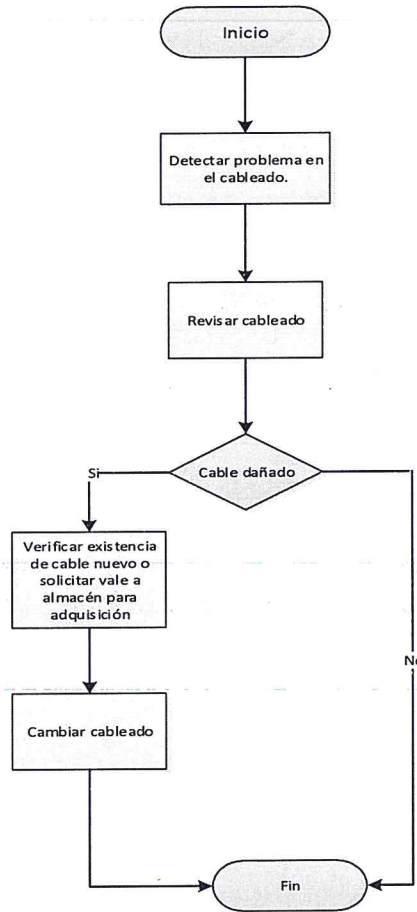 Inicio
Detectar problema en
el cableado.
Revisar cableado
Cable dañado
Si
Verificar existencia
de cable nuevo o
solicitar vale a
almacén para
adquisición
No
Cambiar cableado
Fin